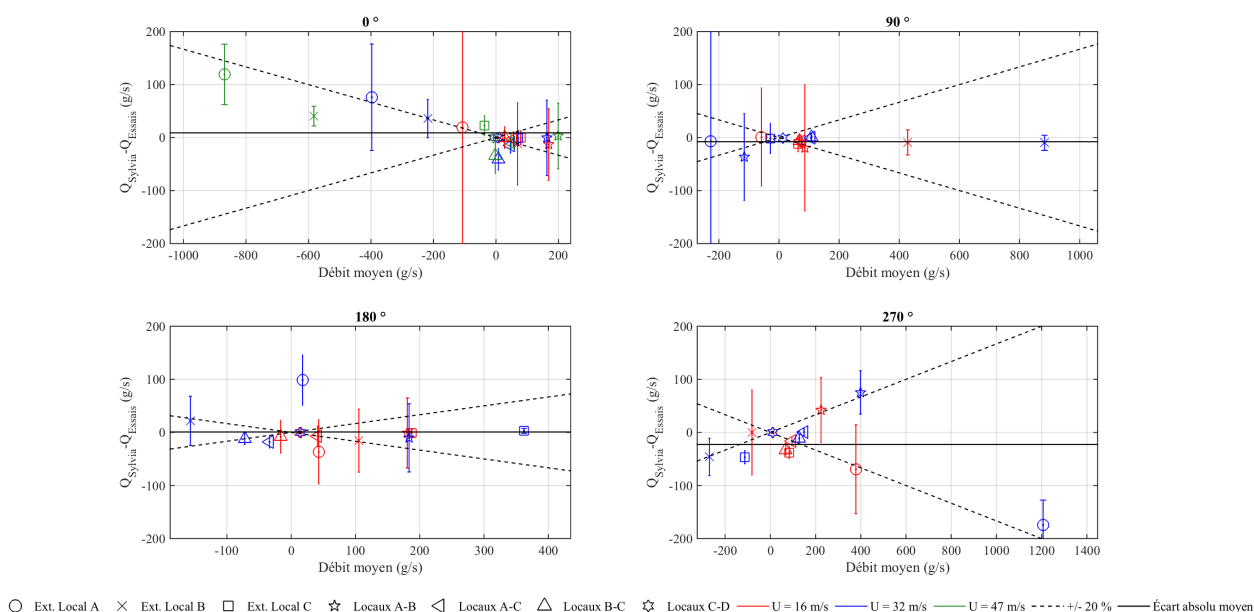 0 °
200
100
0
-100
-200
Q_Sylvia-Q_Essais (g/s)
-1000 -800 -600 -400 -200 0 200
Débit moyen (g/s)
90 °
200
100
0
-100
-200
Q_Sylvia-Q_Essais (g/s)
-200 0 200 400 600 800 1000
Débit moyen (g/s)
180 °
200
100
0
-100
-200
Q_Sylvia-Q_Essais (g/s)
-100 0 100 200 300 400
Débit moyen (g/s)
270 °
200
100
0
-100
-200
Q_Sylvia-Q_Essais (g/s)
-200 0 200 400 600 800 1000 1200 1400
Débit moyen (g/s)
Ext. Local A Ext. Local B Ext. Local C Locaux A-B Locaux A-C Locaux B-C Locaux C-D U = 16 m/s U = 32 m/s U = 47 m/s +/- 20 % Écart absolu moyen